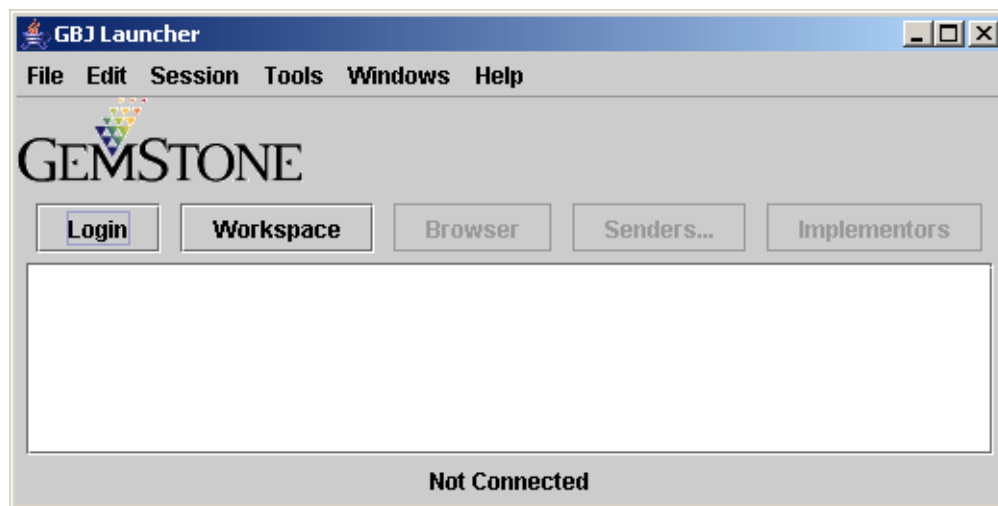 GBJ Launcher
File Edit Session Tools Windows Help
GEMSTONE
Login Workspace Browser Senders... Implementors
Not Connected